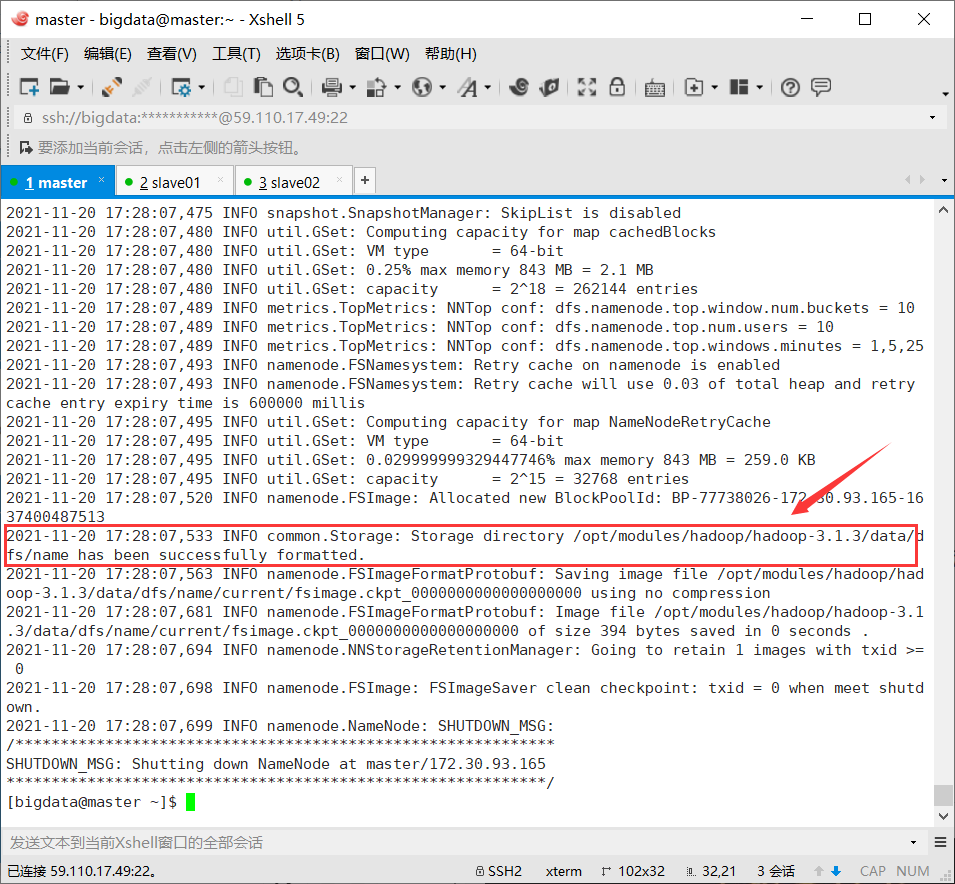 master - bigdata@master:~ - Xshell 5
文件(F) 编辑(E) 查看(V) 工具(T) 选项卡(B) 窗口(W) 帮助(H)
ssh://bigdata:***********@59.110.17.49:22
要添加当前会话，点击左侧的箭头按钮。
1 master × 2 slave01 × 3 slave02 × +
2021-11-20 17:28:07,475 INFO snapshot.SnapshotManager: SkipList is disabled
2021-11-20 17:28:07,480 INFO util.GSet: Computing capacity for map cachedBlocks
2021-11-20 17:28:07,480 INFO util.GSet: VM type       = 64-bit
2021-11-20 17:28:07,480 INFO util.GSet: 0.25% max memory 843 MB = 2.1 MB
2021-11-20 17:28:07,480 INFO util.GSet: capacity      = 2^18 = 262144 entries
2021-11-20 17:28:07,489 INFO metrics.TopMetrics: NNTop conf: dfs.namenode.top.window.num.buckets = 10
2021-11-20 17:28:07,489 INFO metrics.TopMetrics: NNTop conf: dfs.namenode.top.num.users = 10
2021-11-20 17:28:07,489 INFO metrics.TopMetrics: NNTop conf: dfs.namenode.top.windows.minutes = 1,5,25
2021-11-20 17:28:07,493 INFO namenode.FSNamesystem: Retry cache on namenode is enabled
2021-11-20 17:28:07,493 INFO namenode.FSNamesystem: Retry cache will use 0.03 of total heap and retry
cache entry expiry time is 600000 millis
2021-11-20 17:28:07,495 INFO util.GSet: Computing capacity for map NameNodeRetryCache
2021-11-20 17:28:07,495 INFO util.GSet: VM type       = 64-bit
2021-11-20 17:28:07,495 INFO util.GSet: 0.029999999329447746% max memory 843 MB = 259.0 KB
2021-11-20 17:28:07,495 INFO util.GSet: capacity      = 2^15 = 32768 entries
2021-11-20 17:28:07,520 INFO namenode.FSImage: Allocated new BlockPoolId: BP-77738026-172.30.93.165-16
37400487513
2021-11-20 17:28:07,533 INFO common.Storage: Storage directory /opt/modules/hadoop/hadoop-3.1.3/data/d
fs/name has been successfully formatted.
2021-11-20 17:28:07,563 INFO namenode.FSImageFormatProtobuf: Saving image file /opt/modules/hadoop/had
oop-3.1.3/data/dfs/name/current/fsimage.ckpt_0000000000000000000 using no compression
2021-11-20 17:28:07,681 INFO namenode.FSImageFormatProtobuf: Image file /opt/modules/hadoop/hadoop-3.1
.3/data/dfs/name/current/fsimage.ckpt_0000000000000000000 of size 394 bytes saved in 0 seconds .
2021-11-20 17:28:07,694 INFO namenode.NNStorageRetentionManager: Going to retain 1 images with txid >=
0
2021-11-20 17:28:07,698 INFO namenode.FSImage: FSImageSaver clean checkpoint: txid = 0 when meet shutd
own.
2021-11-20 17:28:07,699 INFO namenode.NameNode: SHUTDOWN_MSG:
/************************************************************
SHUTDOWN_MSG: Shutting down NameNode at master/172.30.93.165
************************************************************/
[bigdata@master ~]$
发送文本到当前Xshell窗口的全部会话
已连接 59.110.17.49:22。 SSH2 xterm 102x32 32,21 3 会话 CAP NUM